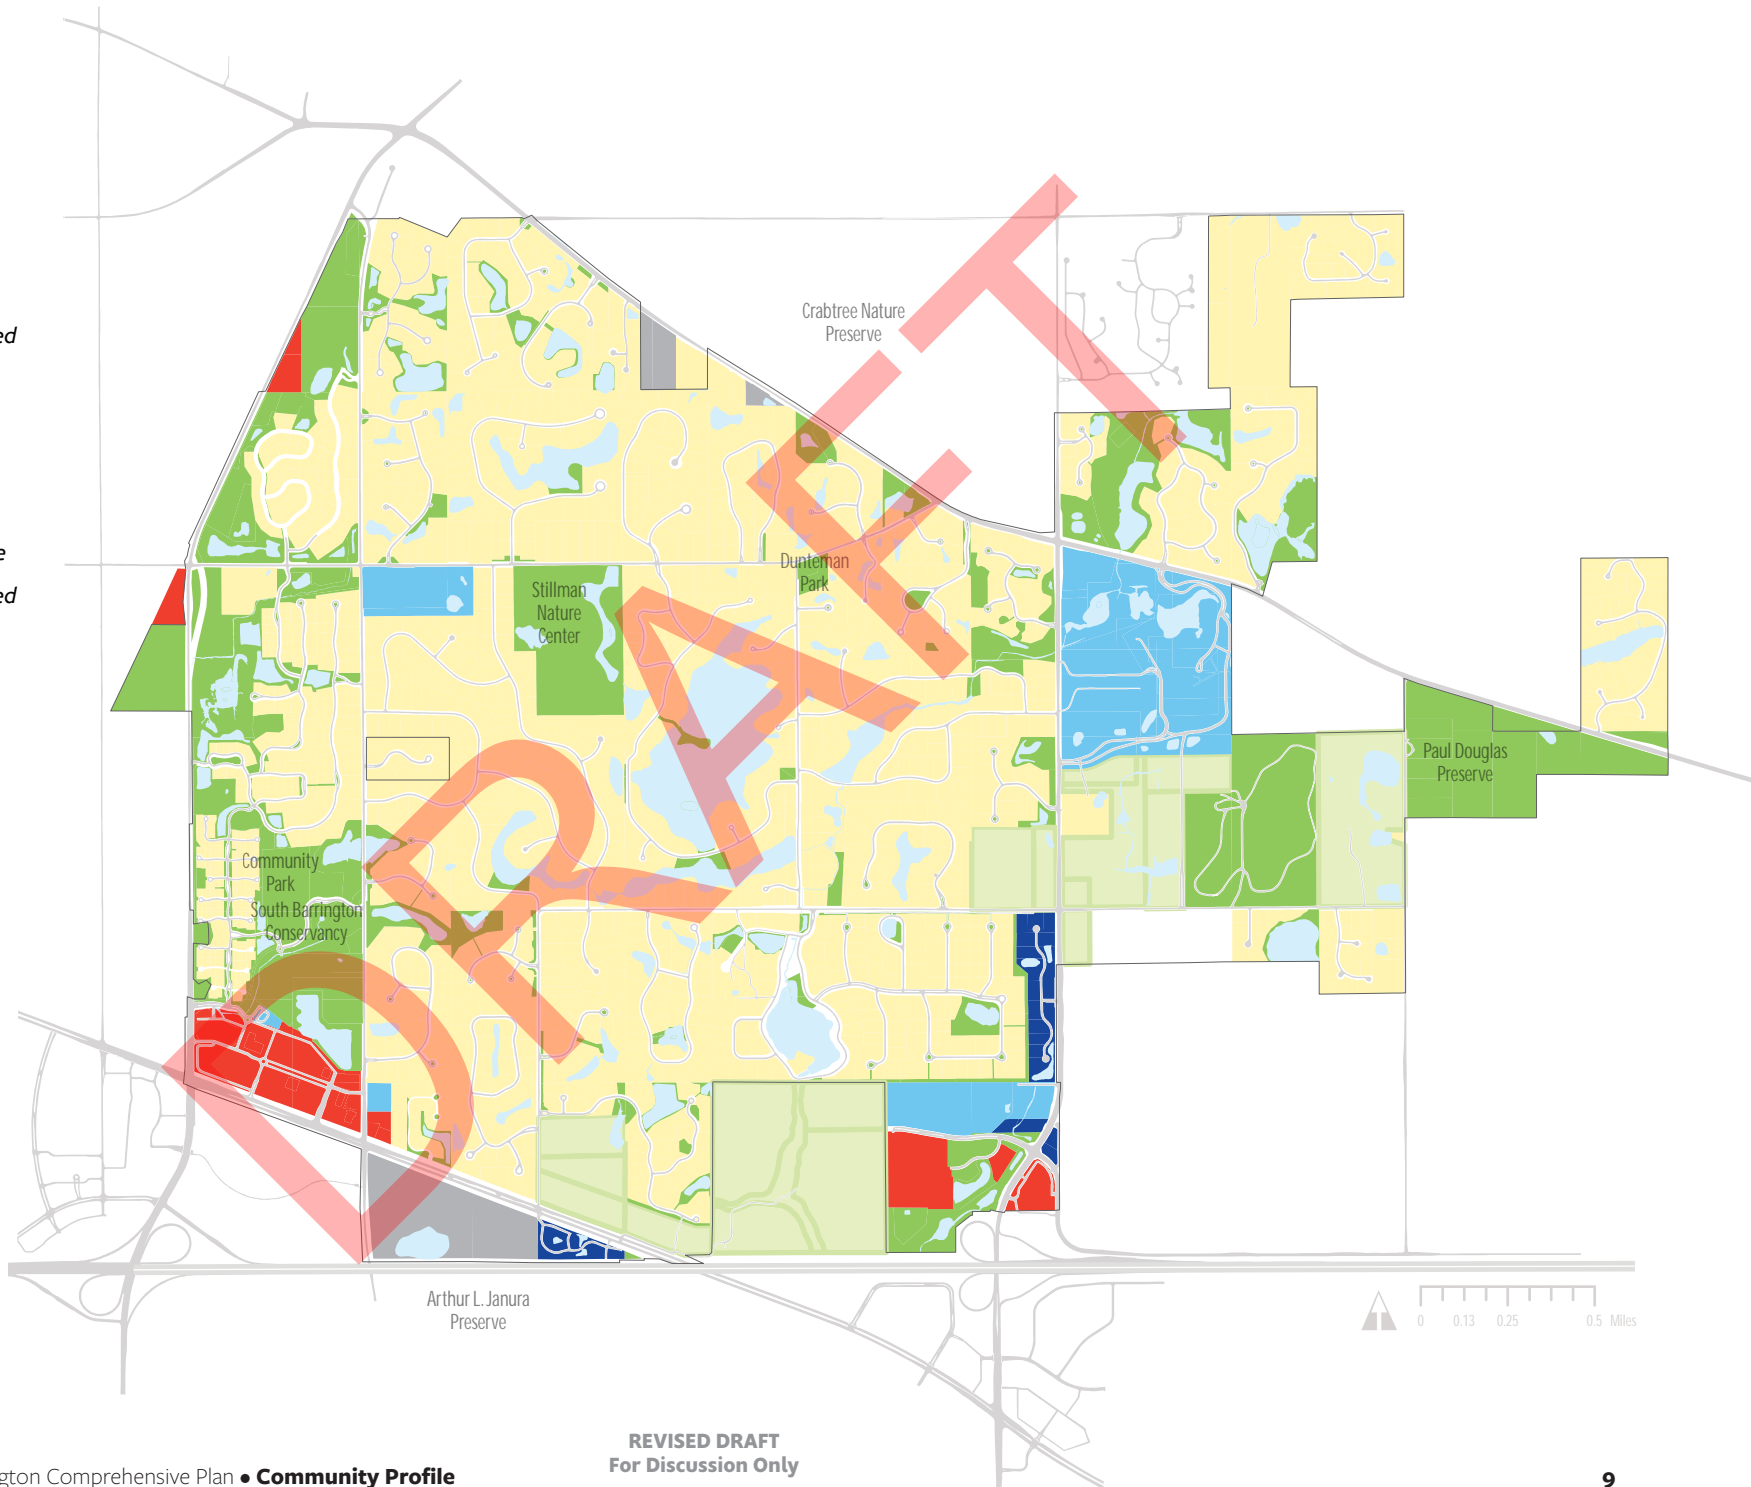 ed
e
ed
Crabtree Nature
Preserve
Stillman
Nature
Center
Dunteman
Park
Paul Douglas
Preserve
Community
Park
South Barrington
Conservancy
Arthur L. Janura
Preserve
DRAFT
0 0.13 0.25 0.5 Miles
REVISED DRAFT
For Discussion Only
gton Comprehensive Plan • Community Profile
9